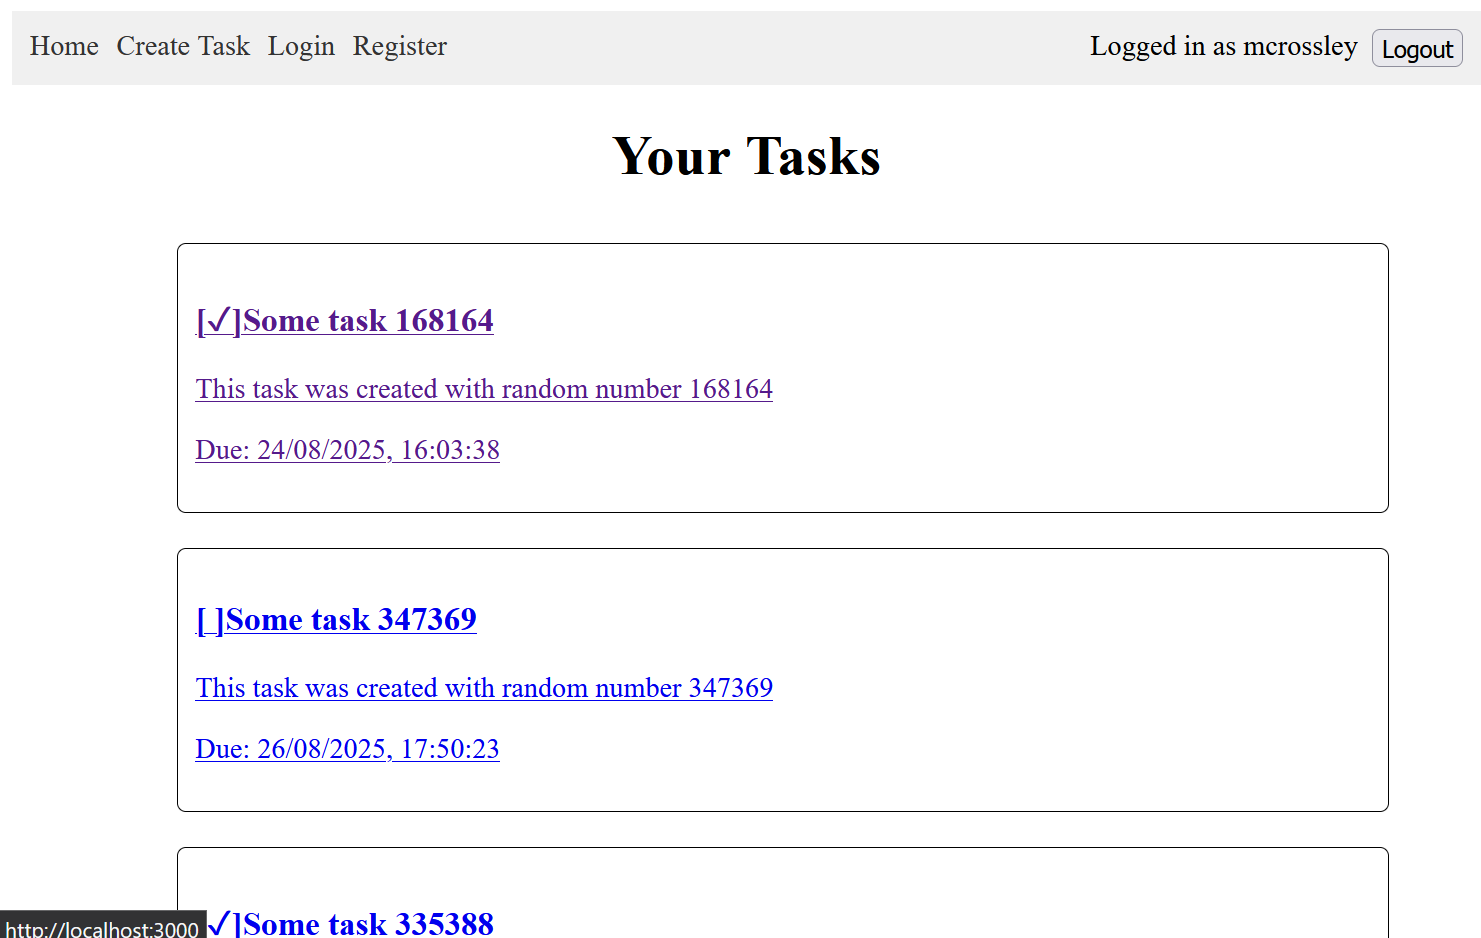 Home Create Task Login Register Logged in as mcrossley Logout
Your Tasks
[✓]Some task 168164
This task was created with random number 168164
Due: 24/08/2025, 16:03:38
[ ]Some task 347369
This task was created with random number 347369
Due: 26/08/2025, 17:50:23
✓]Some task 335388
http://localhost:3000